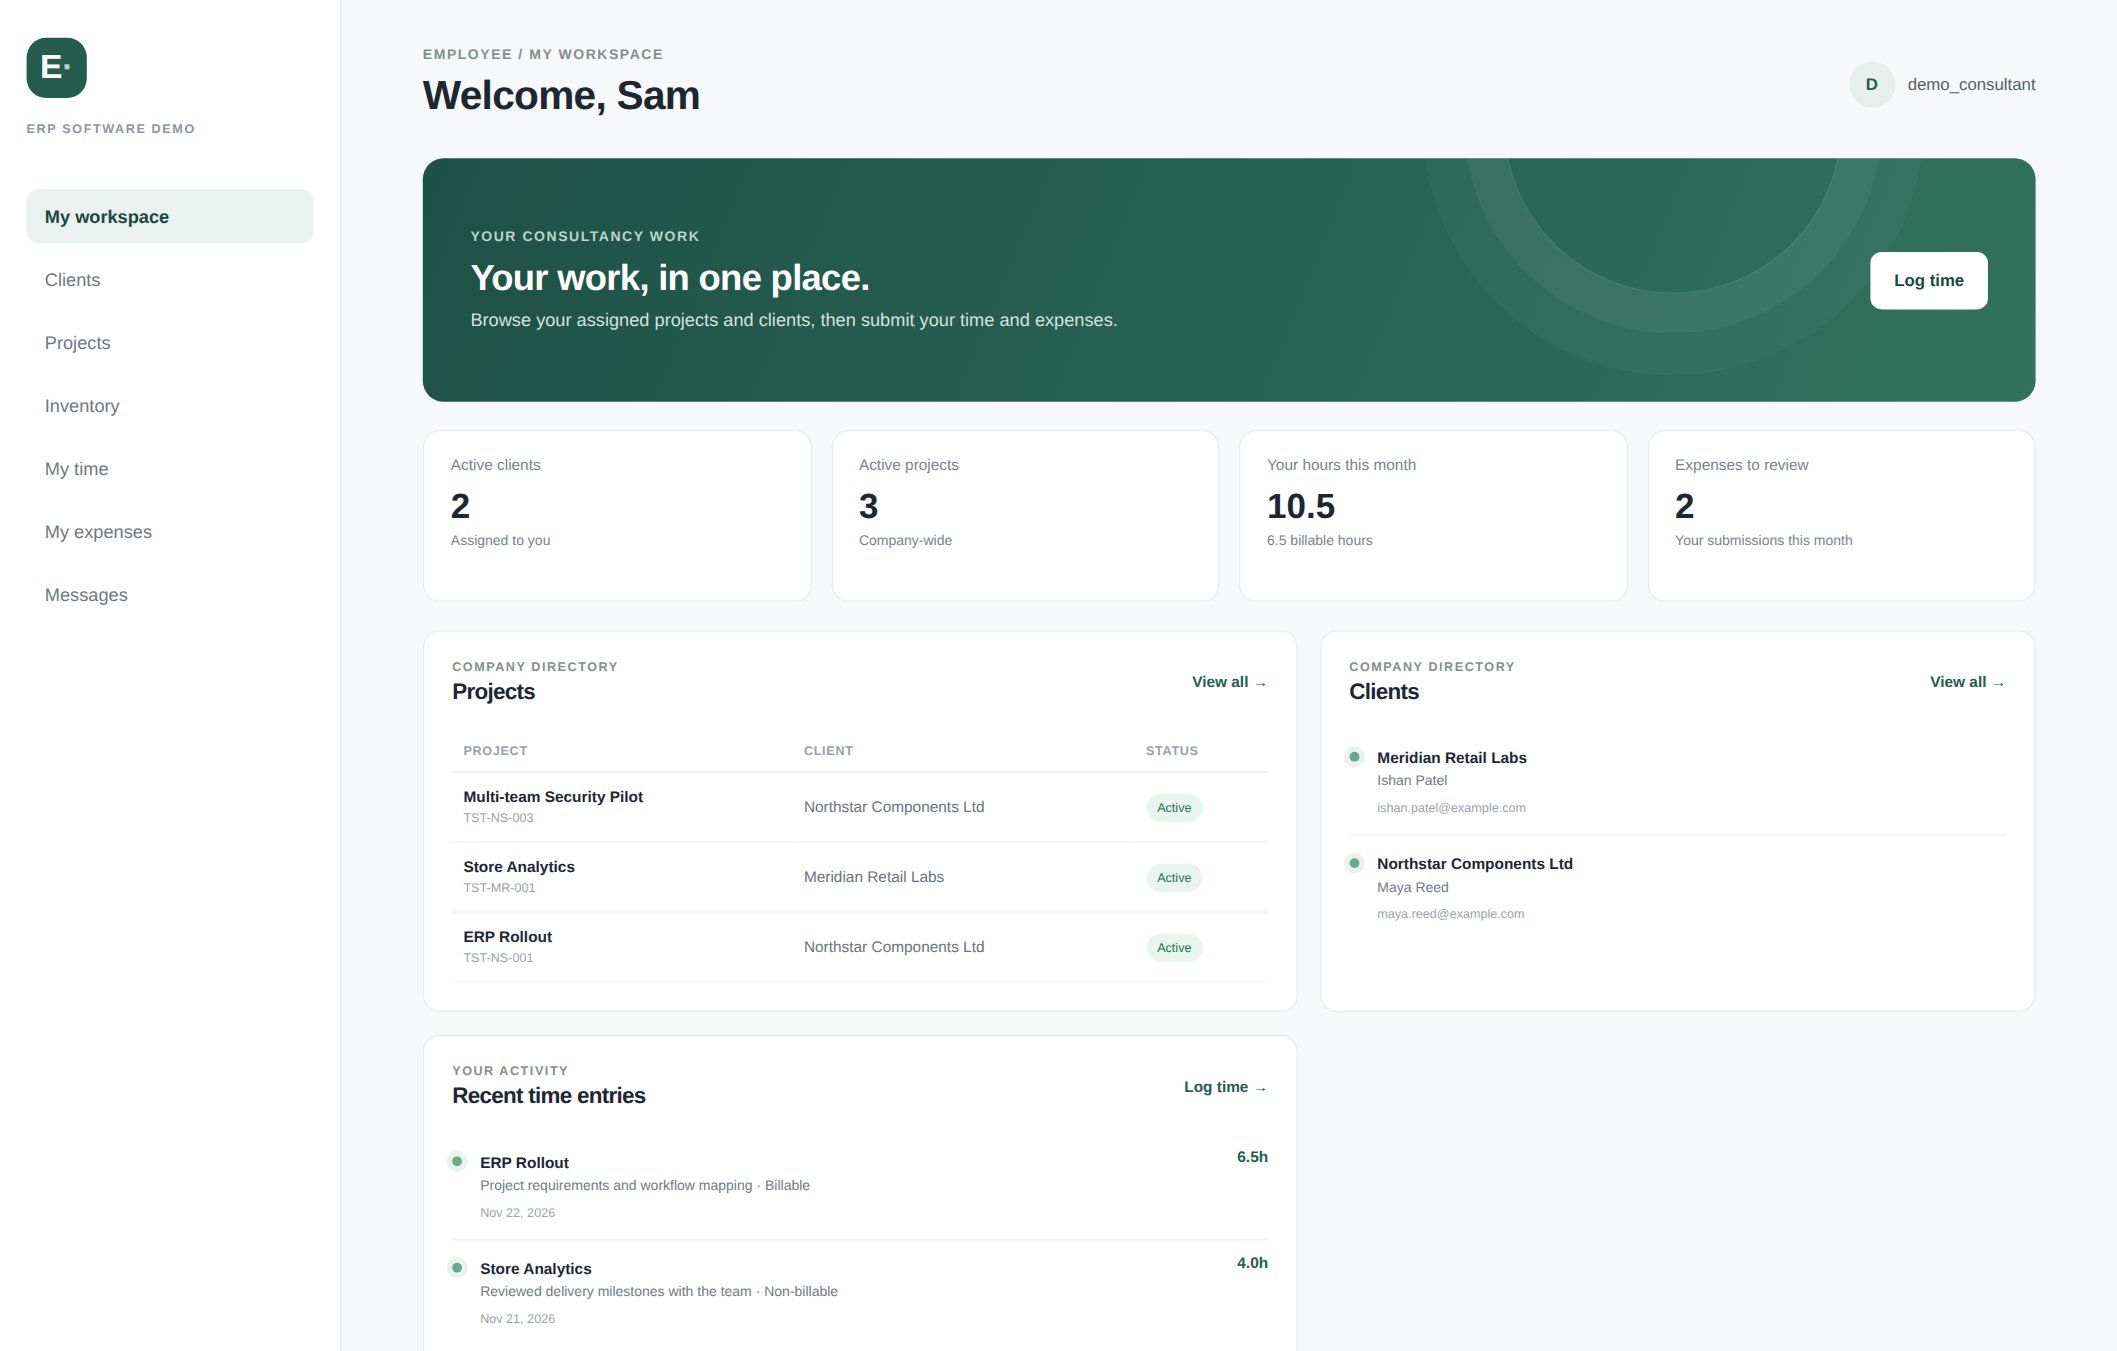 E·
ERP SOFTWARE DEMO
My workspace
Clients
Projects
Inventory
My time
My expenses
Messages
EMPLOYEE / MY WORKSPACE
Welcome, Sam
D
demo_consultant
YOUR CONSULTANCY WORK
Your work, in one place.
Browse your assigned projects and clients, then submit your time and expenses.
Log time
Active clients
2
Assigned to you
Active projects
3
Company-wide
Your hours this month
10.5
6.5 billable hours
Expenses to review
2
Your submissions this month
COMPANY DIRECTORY
Projects
View all →
PROJECT CLIENT STATUS
Multi-team Security Pilot
TST-NS-003
Northstar Components Ltd
Active
Store Analytics
TST-MR-001
Meridian Retail Labs
Active
ERP Rollout
TST-NS-001
Northstar Components Ltd
Active
COMPANY DIRECTORY
Clients
View all →
Meridian Retail Labs
Ishan Patel
ishan.patel@example.com
Northstar Components Ltd
Maya Reed
maya.reed@example.com
YOUR ACTIVITY
Recent time entries
Log time →
ERP Rollout
6.5h
Project requirements and workflow mapping · Billable
Nov 22, 2026
Store Analytics
4.0h
Reviewed delivery milestones with the team · Non-billable
Nov 21, 2026